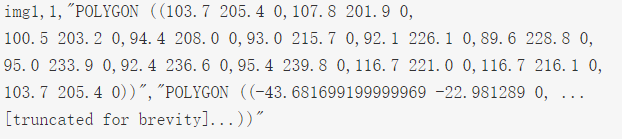 img1,1,"POLYGON ((103.7 205.4 0,107.8 201.9 0,
100.5 203.2 0,94.4 208.0 0,93.0 215.7 0,92.1 226.1 0,89.6 228.8 0,
95.0 233.9 0,92.4 236.6 0,95.4 239.8 0,116.7 221.0 0,116.7 216.1 0,
103.7 205.4 0))","POLYGON ((-43.681699199999969 -22.981289 0, ...
[truncated for brevity]...))"